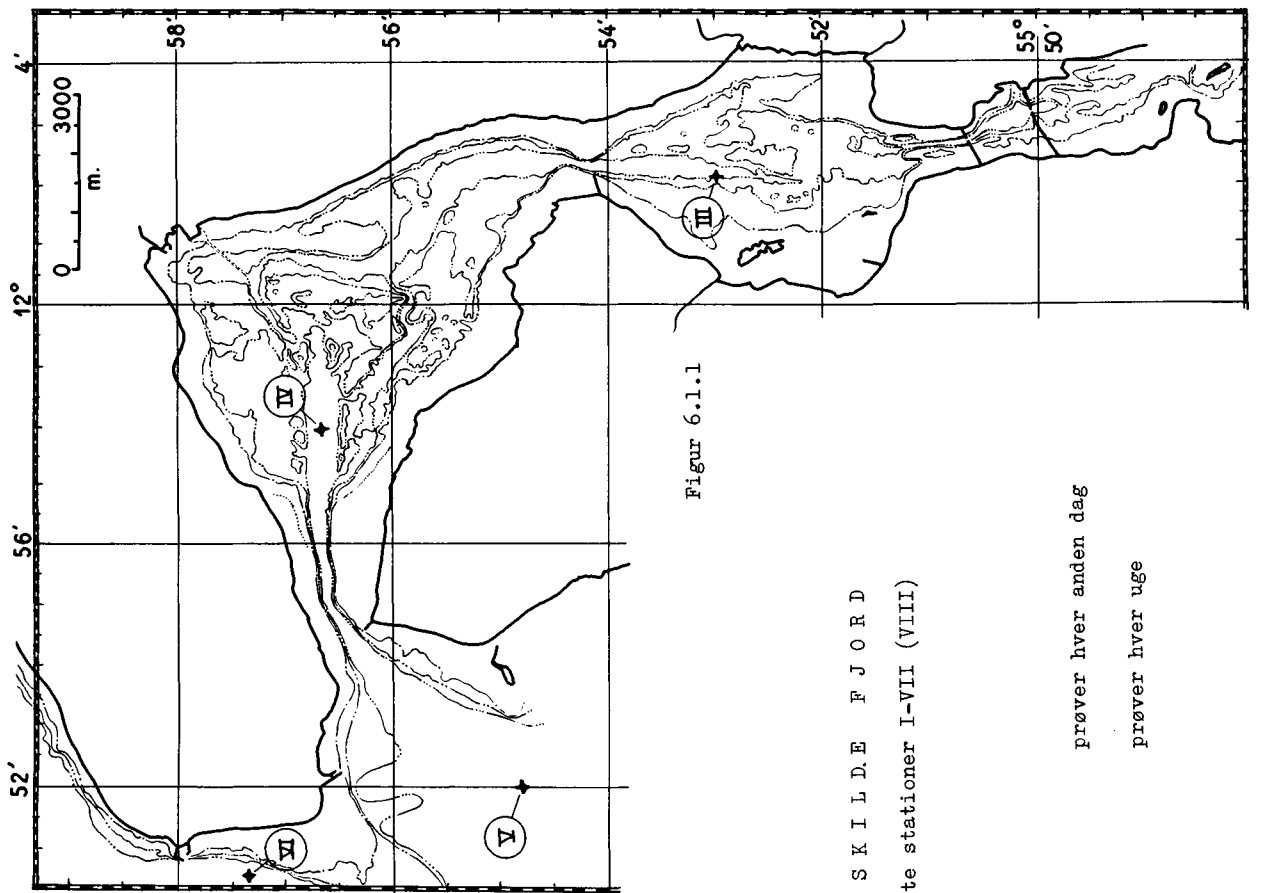 52'
56'
12°
4'
0 3000
m.
58'
56'
54'
52'
55°
50'
VI
V
IV
III
Figur 6.1.1
S K I L D E F J O R D
te stationer I-VII (VIII)
prøver hver anden dag
prøver hver uge